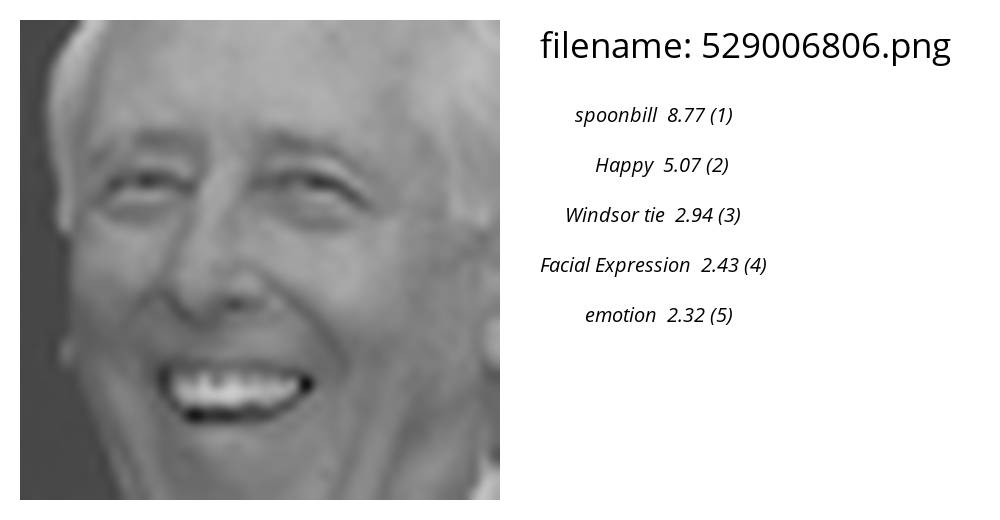 filename: 529006806.png
spoonbill 8.77 (1)
Happy 5.07 (2)
Windsor tie 2.94 (3)
Facial Expression 2.43 (4)
emotion 2.32 (5)